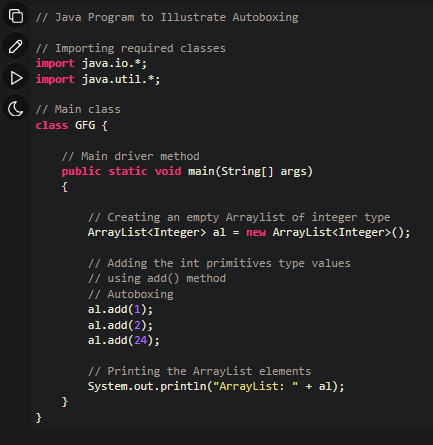 // Java Program to Illustrate Autoboxing
// Importing required classes
import java.io.*;
import java.util.*;
// Main class
class GFG {
// Main driver method
public static void main(String[] args)
{
// Creating an empty Arraylist of integer type
ArrayList<Integer> al = new ArrayList<Integer>();
// Adding the int primitives type values
// using add() method
// Autoboxing
al.add(1);
al.add(2);
al.add(24);
// Printing the ArrayList elements
System.out.println("ArrayList: " + al);
}
}